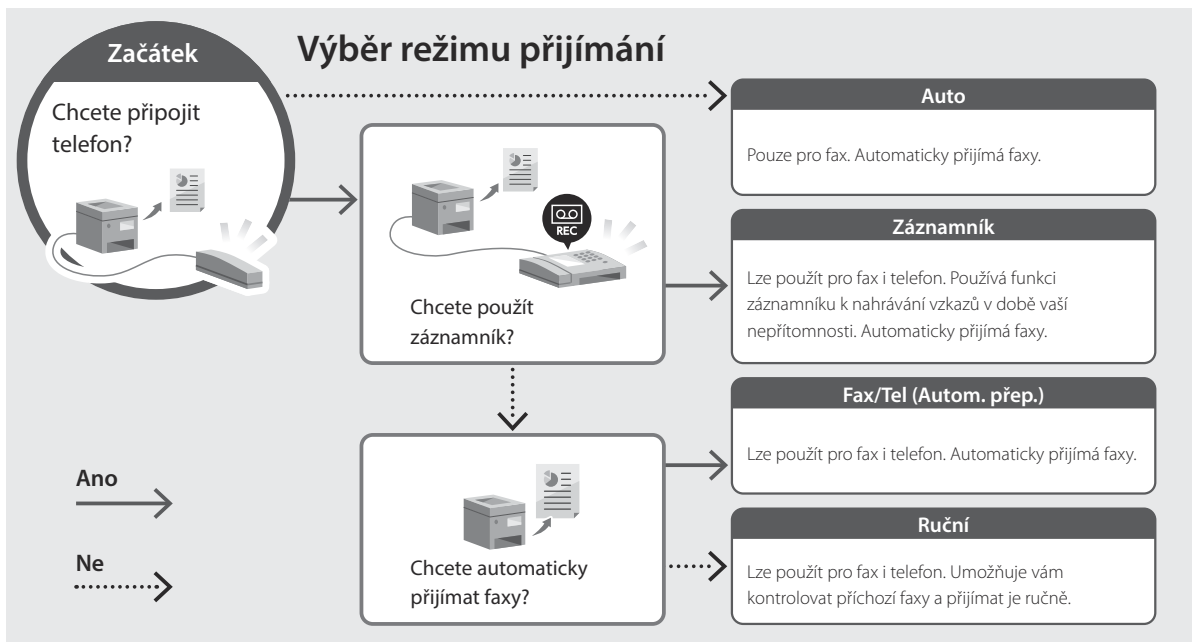 Výběr režimu přijímání
Začátek
Chcete připojit
telefon?
Auto
Pouze pro fax. Automaticky přijímá faxy.
REC
Chcete použít
záznamník?
Záznamník
Lze použít pro fax i telefon. Používá funkci
záznamníku k nahrávání vzkazů v době vaší
nepřítomnosti. Automaticky přijímá faxy.
Chcete automaticky
přijímat faxy?
Fax/Tel (Autom. přep.)
Lze použít pro fax i telefon. Automaticky přijímá faxy.
Ruční
Lze použít pro fax i telefon. Umožňuje vám
kontrolovat příchozí faxy a přijímat je ručně.
Ano
Ne